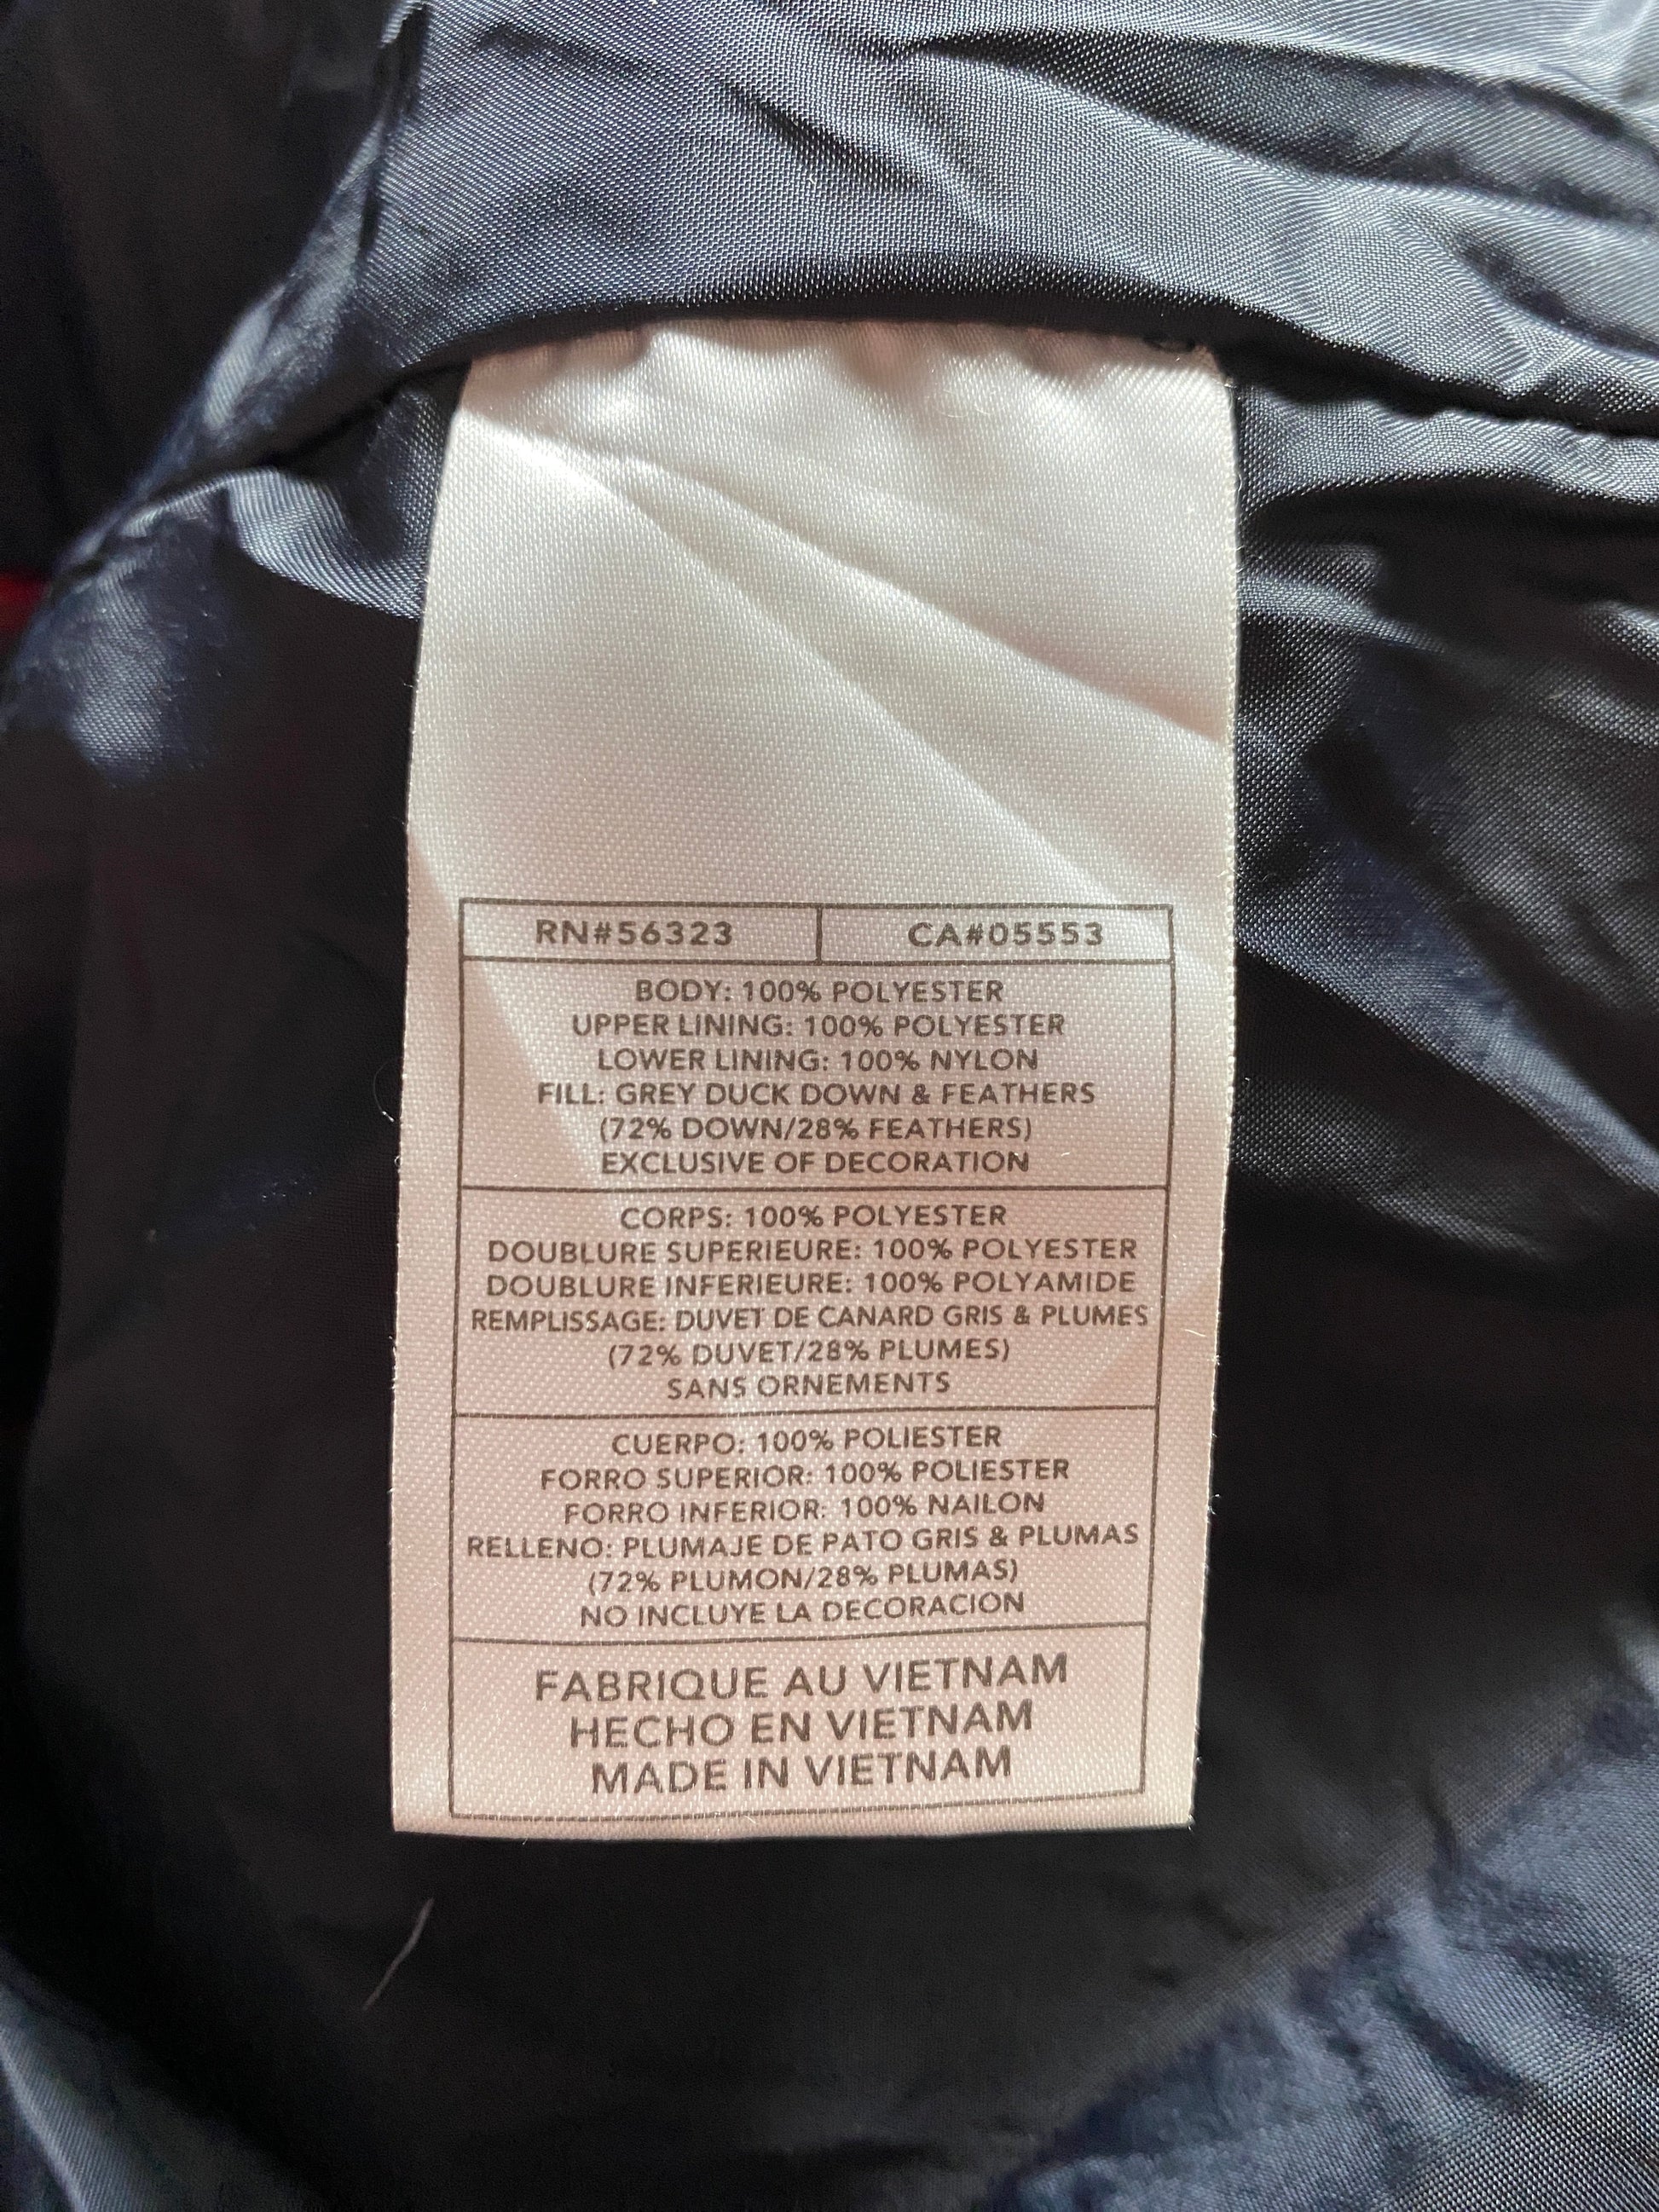 RN#56323 CA#05553
BODY: 100% POLYESTER
UPPER LINING: 100% POLYESTER
LOWER LINING: 100% NYLON
FILL: GREY DUCK DOWN & FEATHERS
(72% DOWN/28% FEATHERS)
EXCLUSIVE OF DECORATION
CORPS: 100% POLYESTER
DOUBLURE SUPERIEURE: 100% POLYESTER
DOUBLURE INFERIEURE: 100% POLYAMIDE
REMPLISSAGE: DUVET DE CANARD GRIS & PLUMES
(72% DUVET/28% PLUMES)
SANS ORNEMENTS
CUERPO: 100% POLIESTER
FORRO SUPERIOR: 100% POLIESTER
FORRO INFERIOR: 100% NAILON
RELLENO: PLUMAJE DE PATO GRIS & PLUMAS
(72% PLUMON/28% PLUMAS)
NO INCLUYE LA DECORACION
FABRIQUE AU VIETNAM
HECHO EN VIETNAM
MADE IN VIETNAM